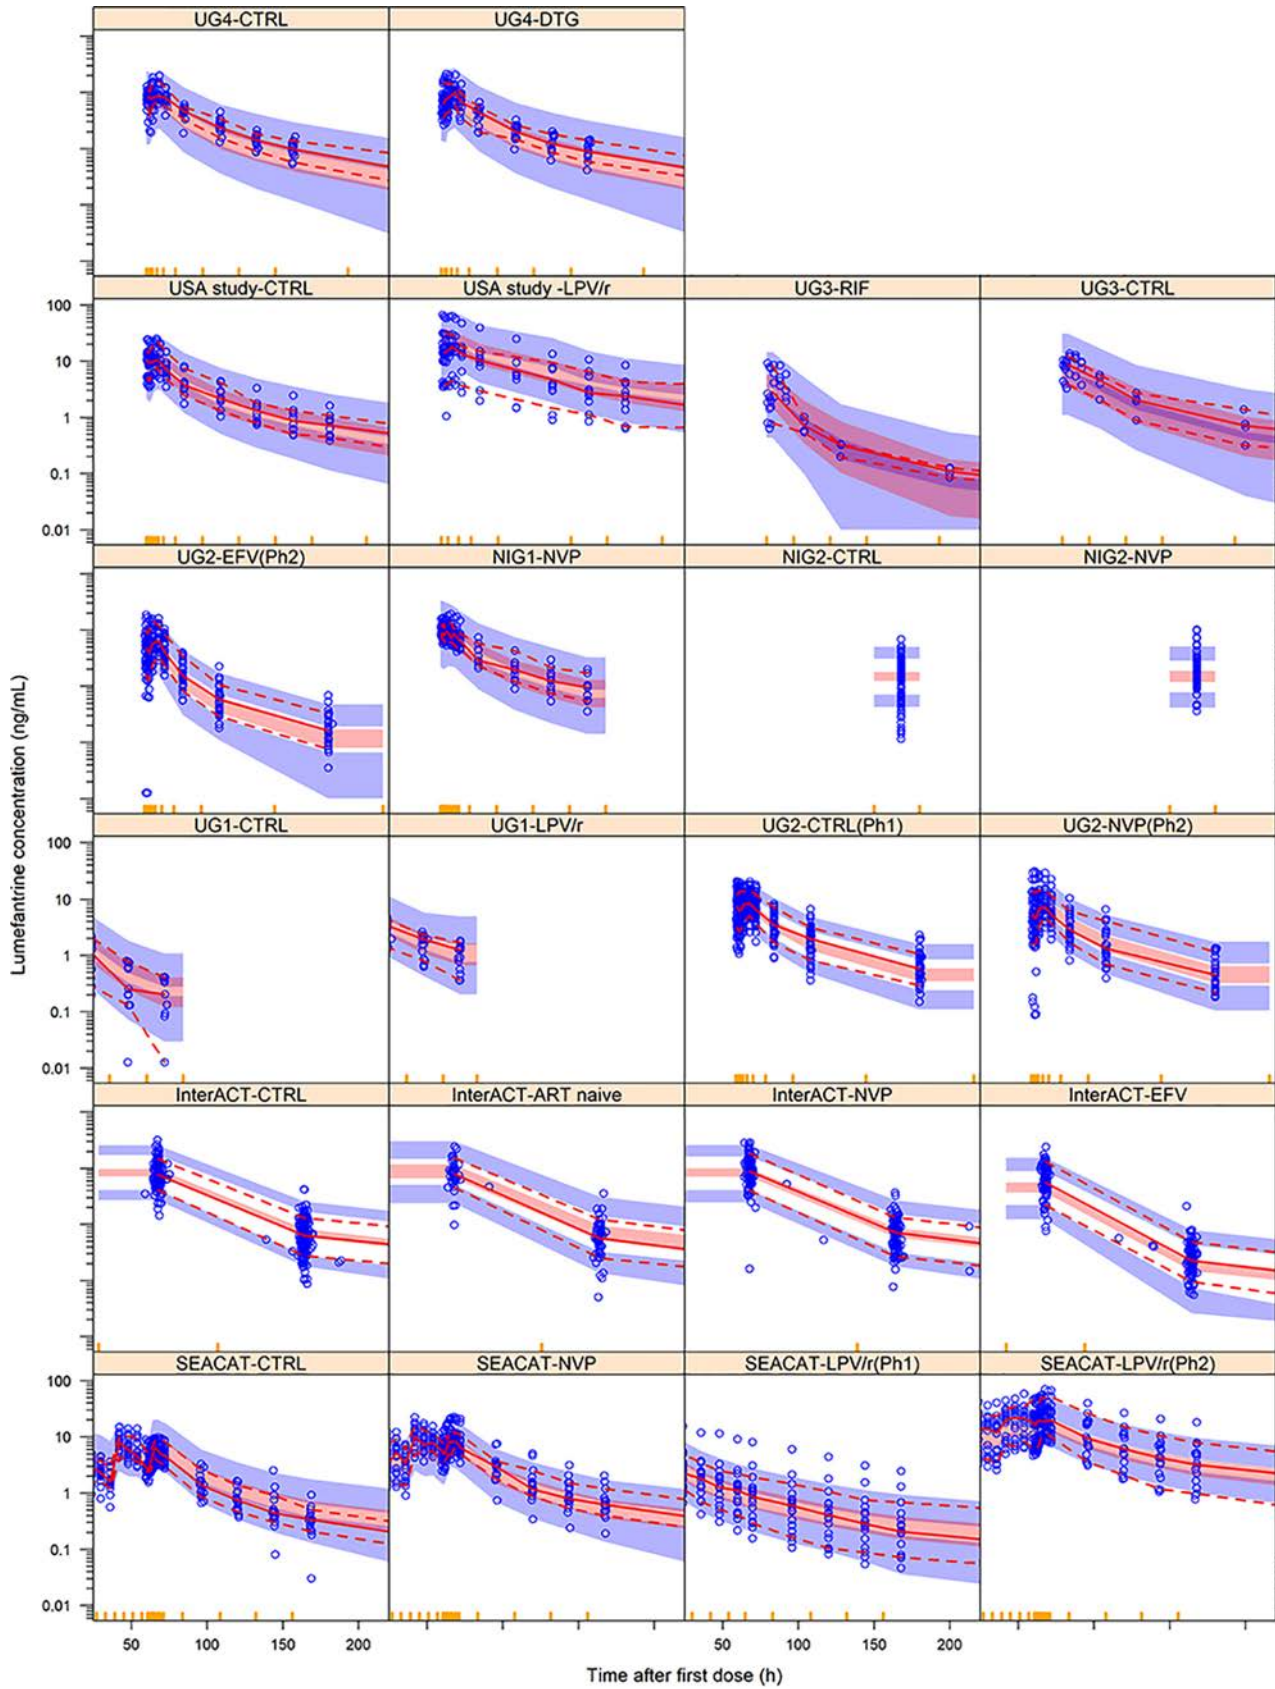 UG4-CTRL UG4-DTG
USA study-CTRL USA study -LPV/r UG3-RIF UG3-CTRL
100
10
1
0.1
0.01
UG2-EFV(Ph2) NIG1-NVP NIG2-CTRL NIG2-NVP
Lumefantrine concentration (ng/mL)
UG1-CTRL UG1-LPV/r UG2-CTRL(Ph1) UG2-NVP(Ph2)
100
10
1
0.1
0.01
InterACT-CTRL InterACT-ART naive InterACT-NVP InterACT-EFV
SEACAT-CTRL SEACAT-NVP SEACAT-LPV/r(Ph1) SEACAT-LPV/r(Ph2)
100
10
1
0.1
0.01
50 100 150 200 50 100 150 200
Time after first dose (h)